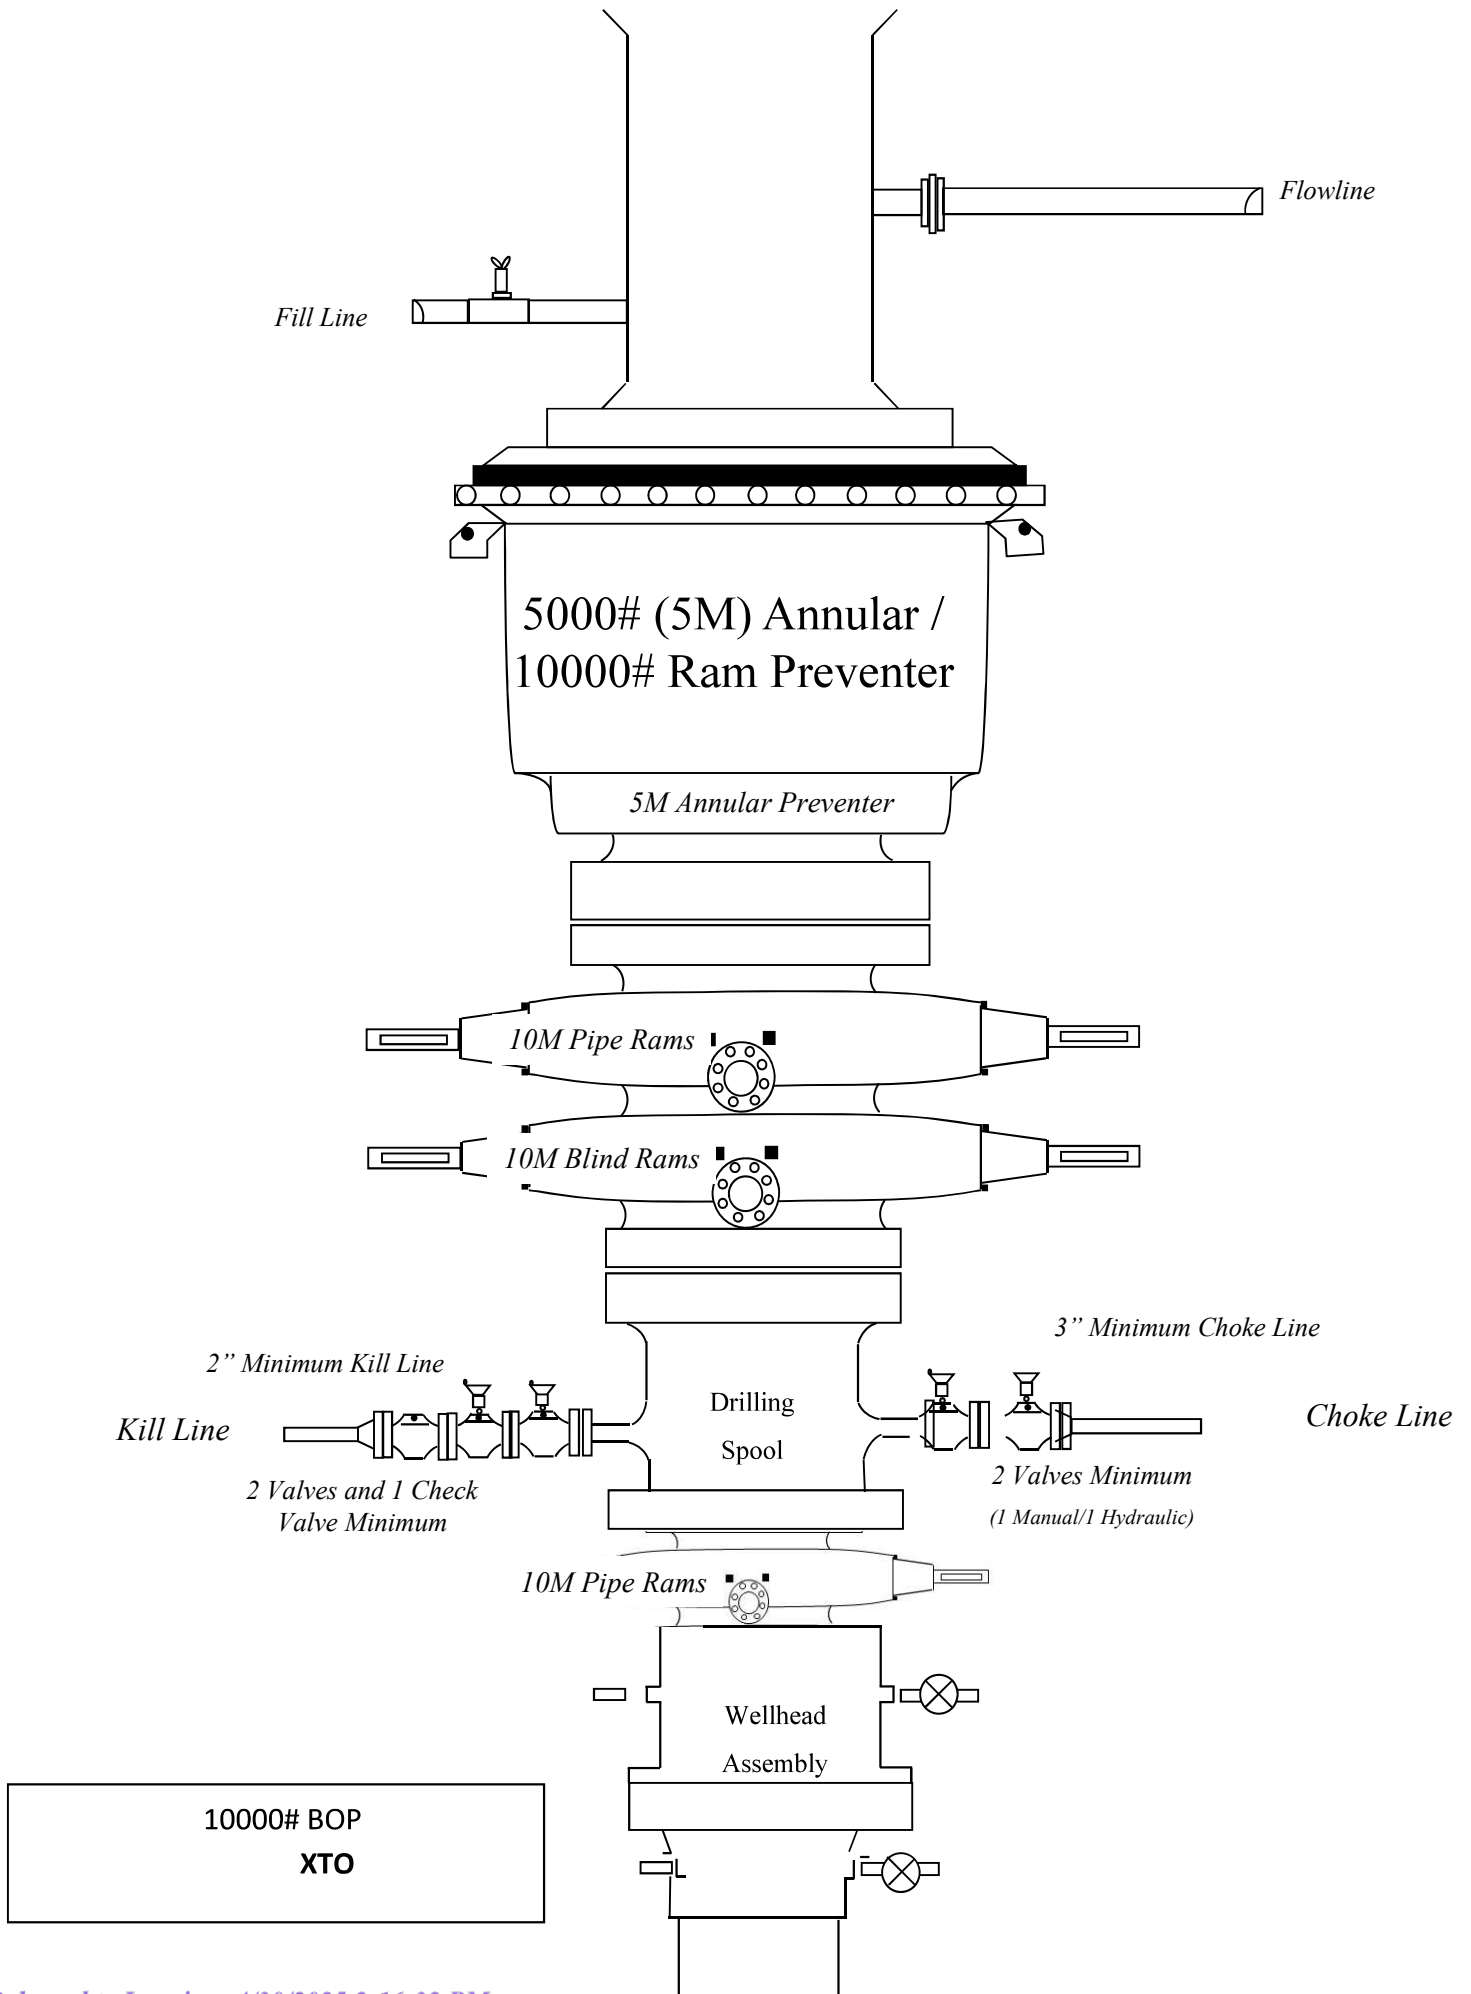 Flowline
Fill Line
5000# (5M) Annular /
10000# Ram Preventer
5M Annular Preventer
10M Pipe Rams
10M Blind Rams
3” Minimum Choke Line
2” Minimum Kill Line
Drilling
Spool
Kill Line
Choke Line
2 Valves and 1 Check
Valve Minimum
2 Valves Minimum
(1 Manual/1 Hydraulic)
10M Pipe Rams
Wellhead
Assembly
10000# BOP
XTO